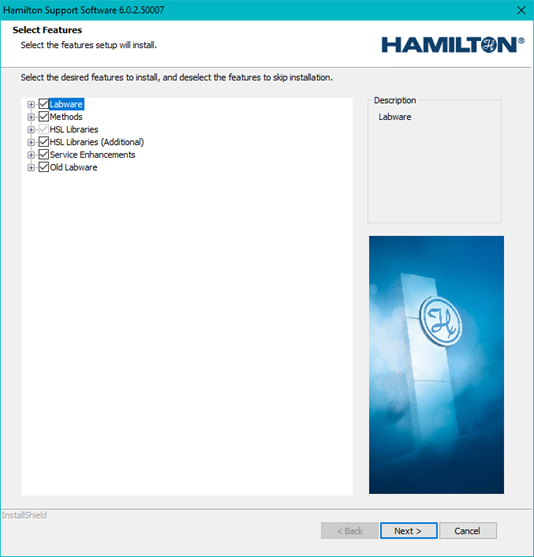 Hamilton Support Software 6.0.2.50007
Select Features
Select the features setup will install.
HAMILTON®
Select the desired features to install, and deselect the features to skip installation.
Labware
Methods
HSL Libraries
HSL Libraries (Additional)
Service Enhancements
Old Labware
Description
Labware
InstallShield
< Back
Next >
Cancel